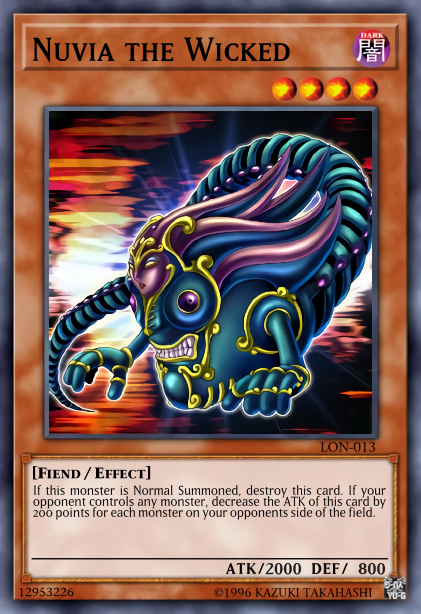 NUVIA THE WICKED
DARK
闇
LON-013
[FIEND / EFFECT]
If this monster is Normal Summoned, destroy this card. If your
opponent controls any monster, decrease the ATK of this card by
200 points for each monster on your opponents side of the field.
ATK/2000 DEF/ 800
12953226
©1996 KAZUKI TAKAHASHI